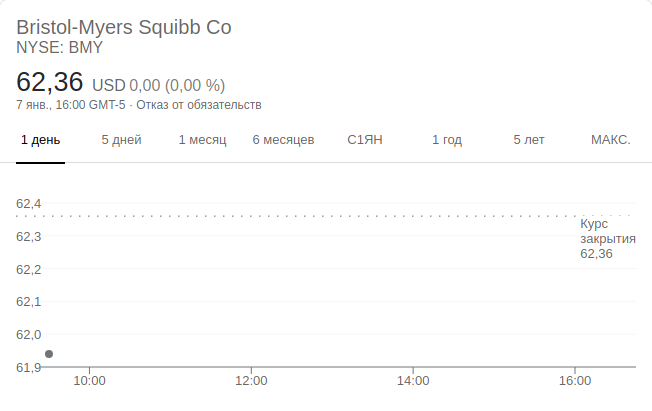 Bristol-Myers Squibb Co
NYSE: BMY
62,36 USD 0,00 (0,00 %)
7 янв., 16:00 GMT-5 · Отказ от обязательств
1 день 5 дней 1 месяц 6 месяцев С1ЯН 1 год 5 лет МАКС.
62,4
Курс
62,3
закрытия
62,36
62,2
62,1
62,0
61,9
10:00 12:00 14:00 16:00